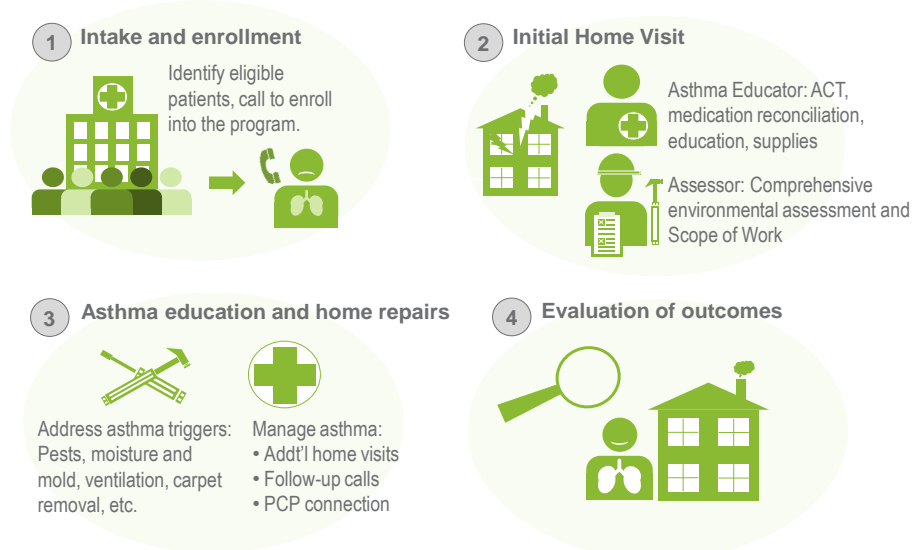 1 Intake and enrollment
Identify eligible
patients, call to enroll
into the program.
2 Initial Home Visit
Asthma Educator: ACT,
medication reconciliation,
education, supplies
Assessor: Comprehensive
environmental assessment and
Scope of Work
3 Asthma education and home repairs
Address asthma triggers:
Pests, moisture and
mold, ventilation, carpet
removal, etc.
Manage asthma:
• Addt'l home visits
• Follow-up calls
• PCP connection
4 Evaluation of outcomes